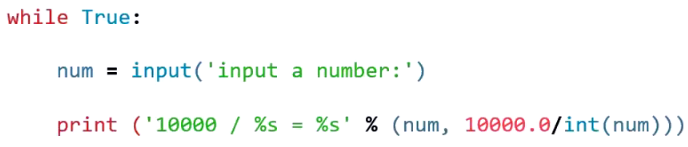 while True:
    num = input('input a number:')
    print ('10000 / %s = %s' % (num, 10000.0/int(num)))